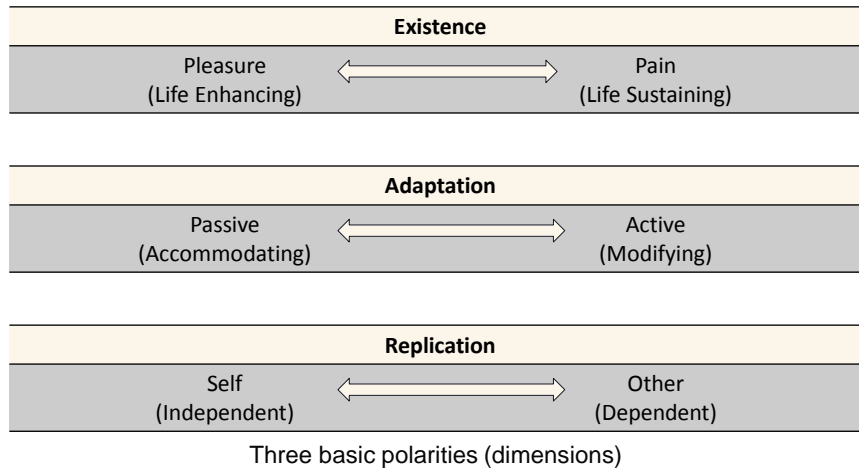 Existence
Pleasure Pain
(Life Enhancing) (Life Sustaining)
Adaptation
Passive Active
(Accommodating) (Modifying)
Replication
Self Other
(Independent) (Dependent)
Three basic polarities (dimensions)